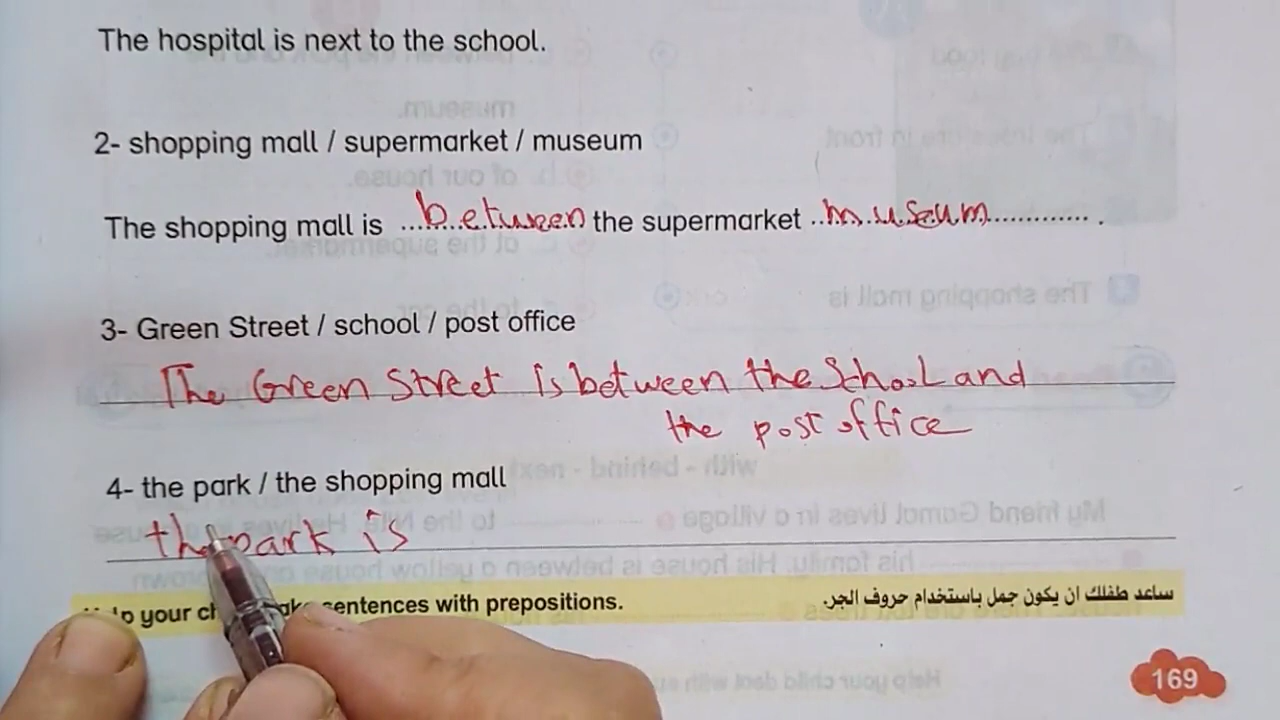 The hospital is next to the school.
2- shopping mall / supermarket / museum
The shopping mall is ...between the supermarket ..museum............. .
3- Green Street / school / post office
The Green Street is between the School and
the post office
4- the park / the shopping mall
the park is
your sentences with prepositions.
ساعد طفلك ان يكون جمل باستخدام حروف الجر.
169